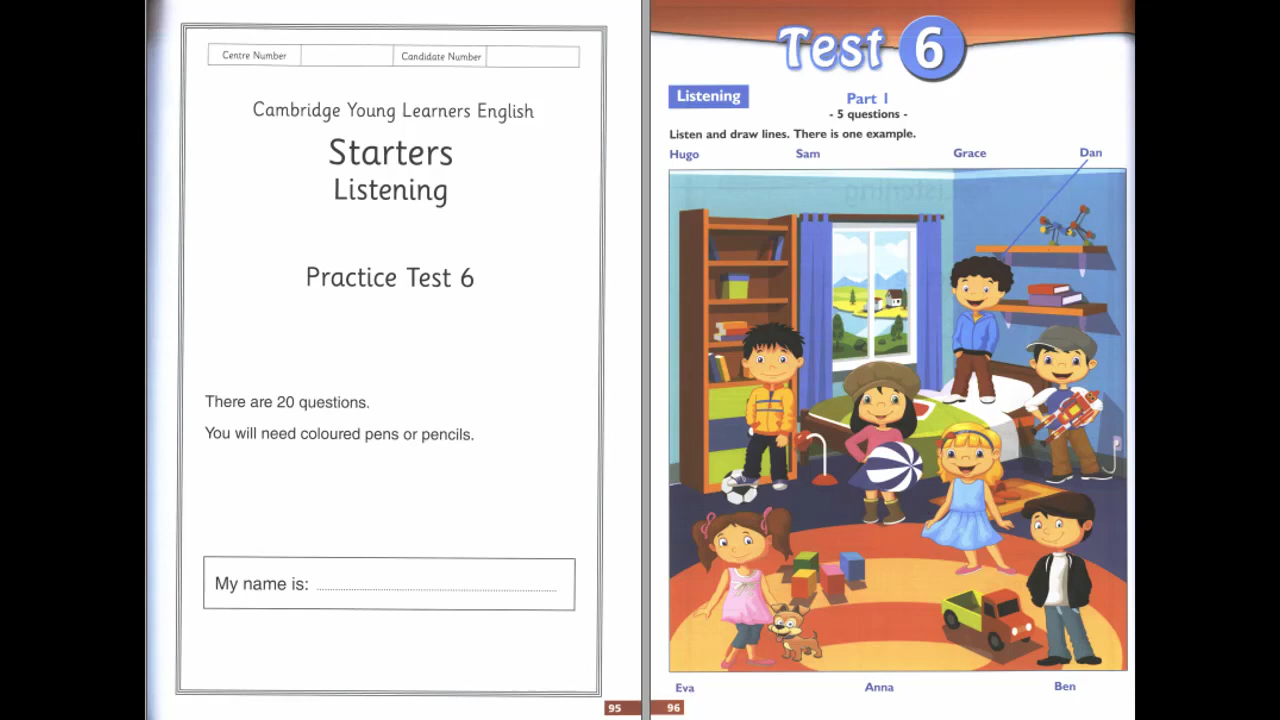 Centre Number
Candidate Number
Cambridge Young Learners English
Starters
Listening
Practice Test 6
There are 20 questions.
You will need coloured pens or pencils.
My name is:
95
Test 6
Listening
Part 1
- 5 questions -
Listen and draw lines. There is one example.
Hugo Sam Grace Dan
Eva Anna Ben
96